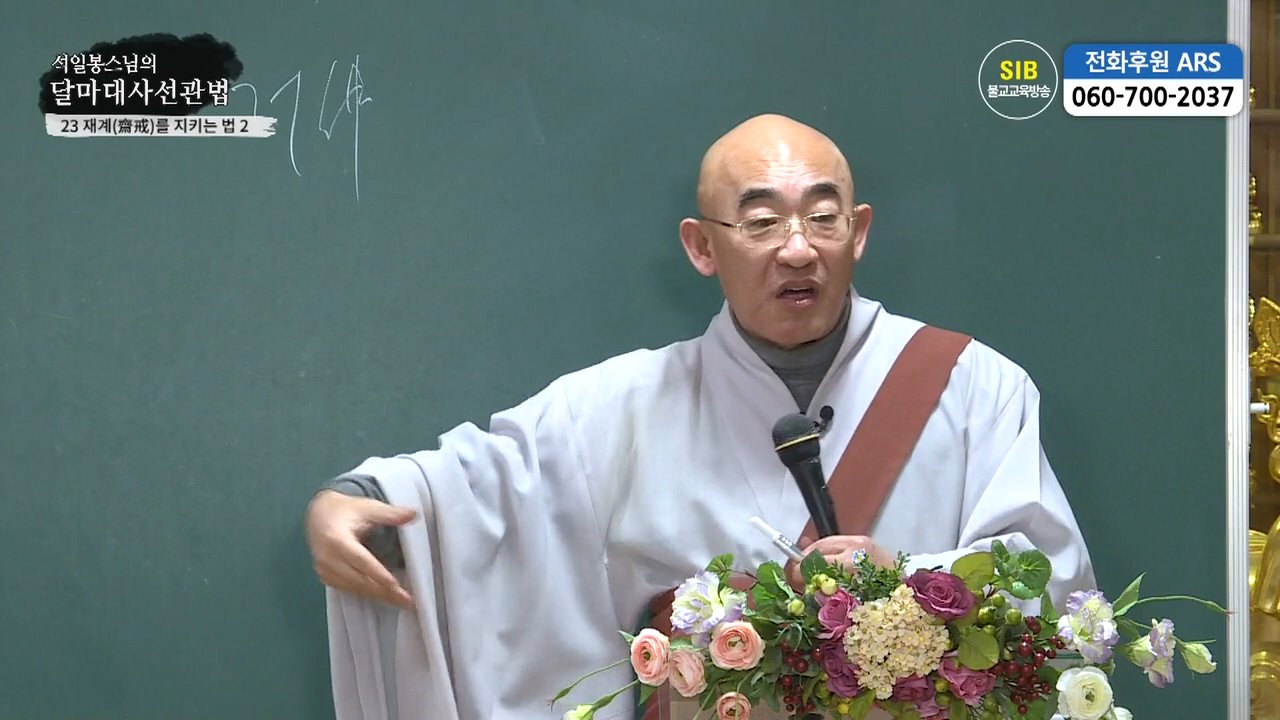 석일봉스님의
달마대사선관법
23 재계(齋戒)를 지키는 법 2
SIB
불교교육방송
전화후원 ARS
060-700-2037